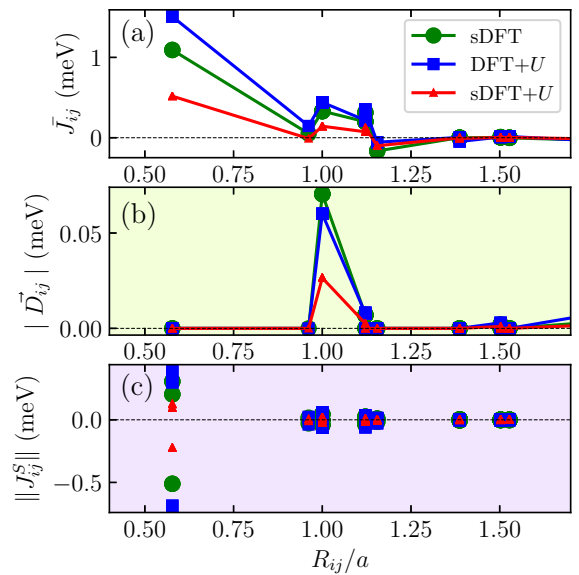 (a)
sDFT
DFT+U
sDFT+U
J̄ij (meV)
1
0
0.50 0.75 1.00 1.25 1.50
(b)
| D⃗ij | (meV)
0.05
0.00
0.50 0.75 1.00 1.25 1.50
(c)
||J^S_ij|| (meV)
0.0
−0.5
0.50 0.75 1.00 1.25 1.50
Rij/a